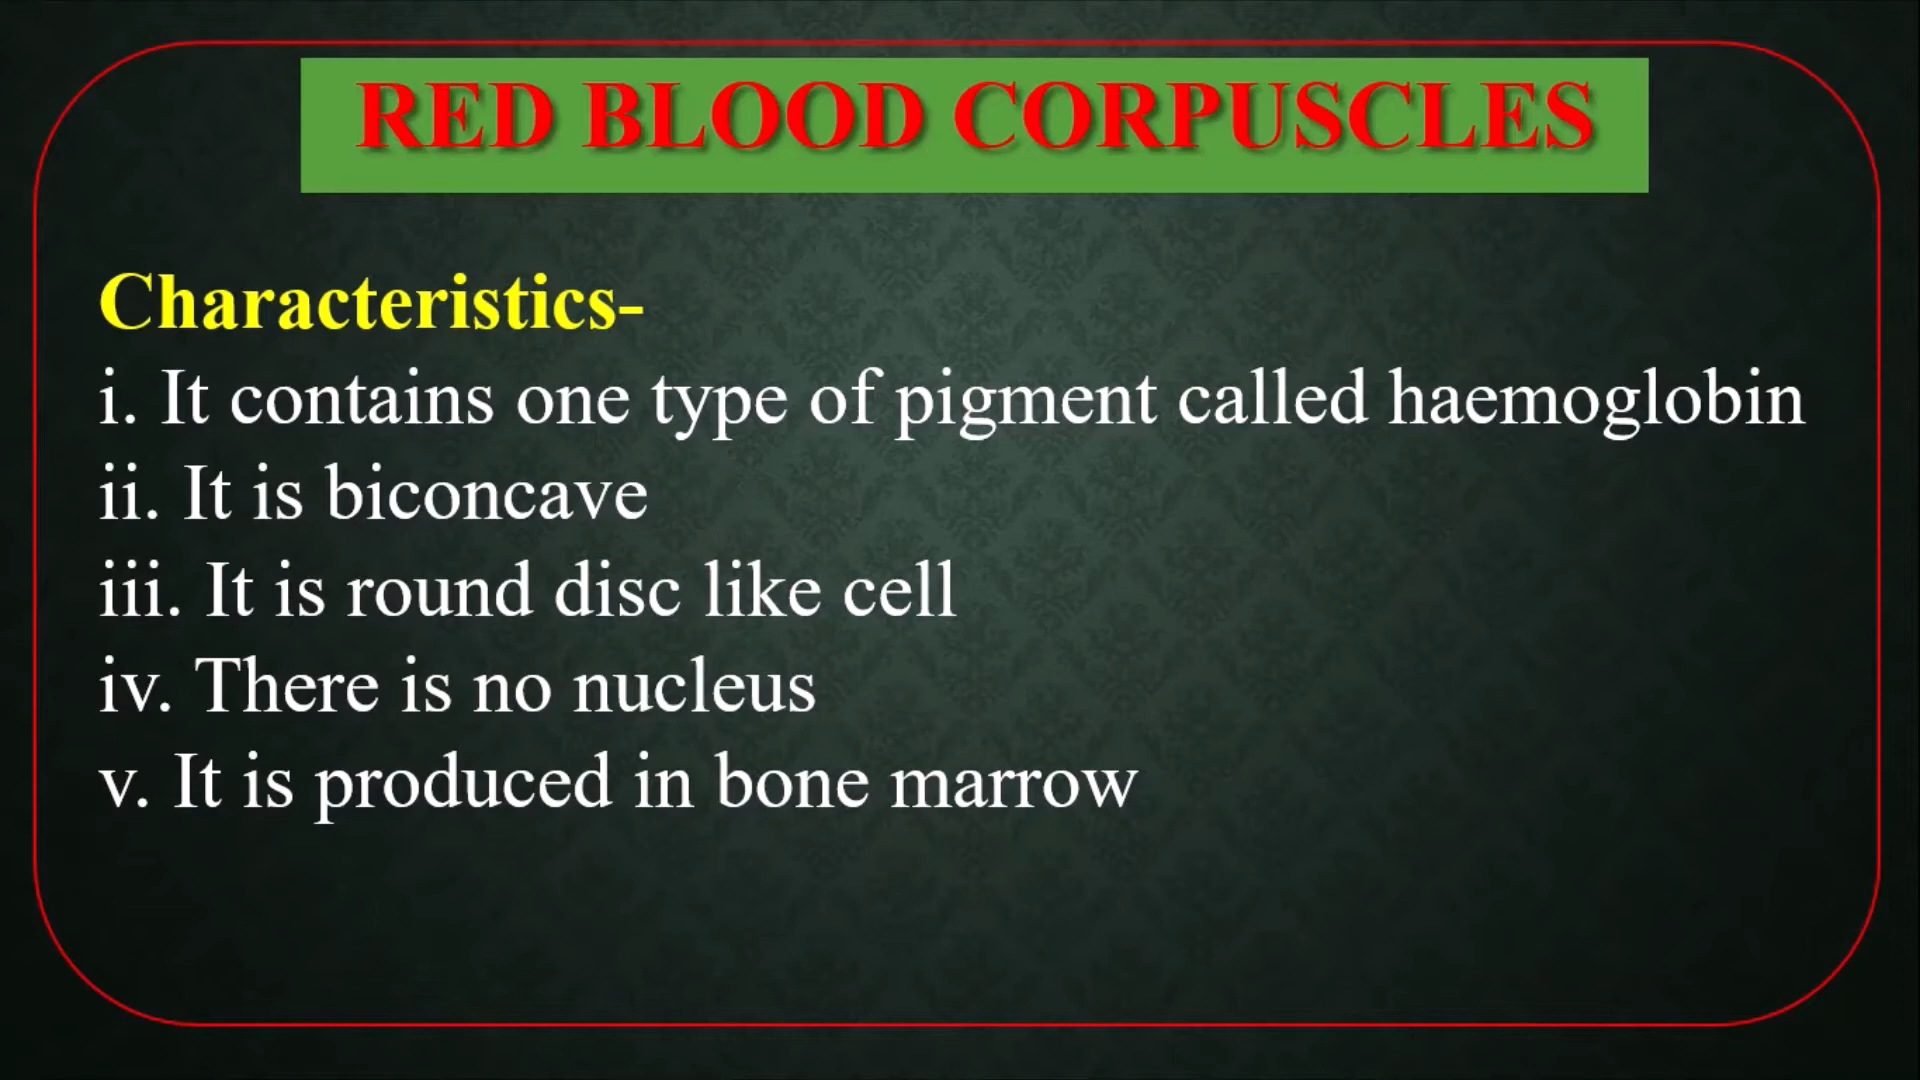 RED BLOOD CORPUSCLES
Characteristics-
i. It contains one type of pigment called haemoglobin
ii. It is biconcave
iii. It is round disc like cell
iv. There is no nucleus
v. It is produced in bone marrow